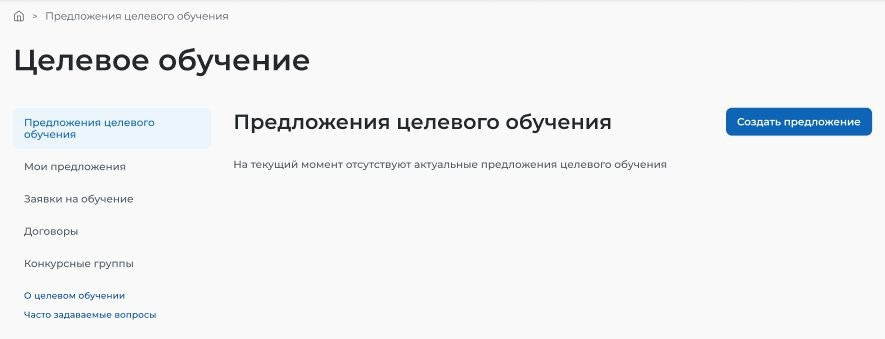 > Предложения целевого обучения
Целевое обучение
Предложения целевого
обучения
Мои предложения
Заявки на обучение
Договоры
Конкурсные группы
О целевом обучении
Часто задаваемые вопросы
Предложения целевого обучения
Создать предложение
На текущий момент отсутствуют актуальные предложения целевого обучения